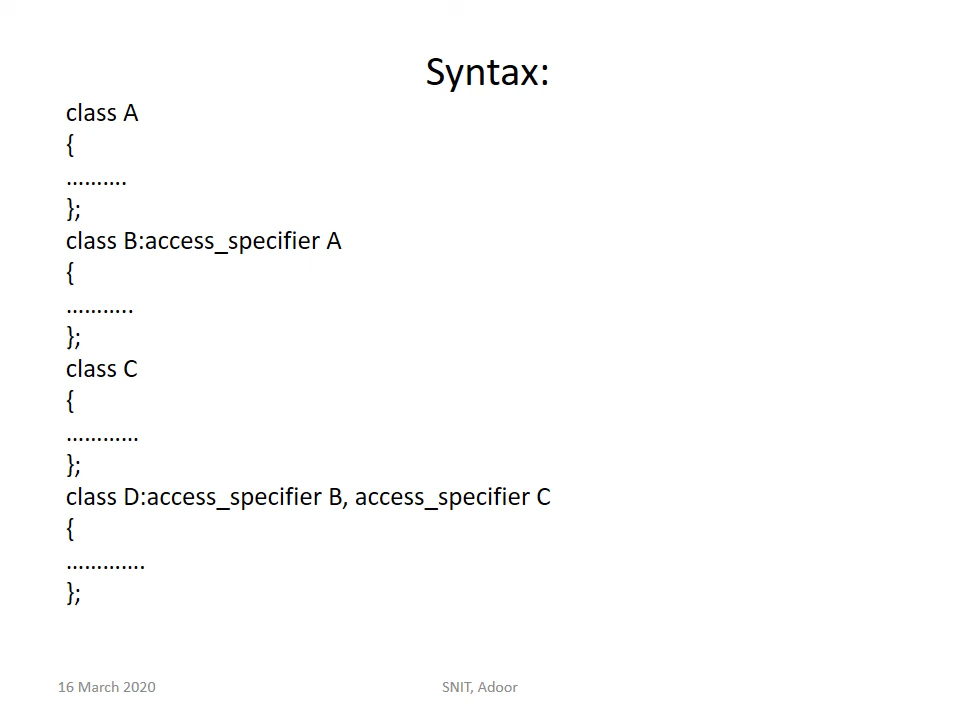 Syntax:
class A
{
……….
};
class B:access_specifier A
{
………..
};
class C
{
…………
};
class D:access_specifier B, access_specifier C
{
………….
};
16 March 2020
SNIT, Adoor